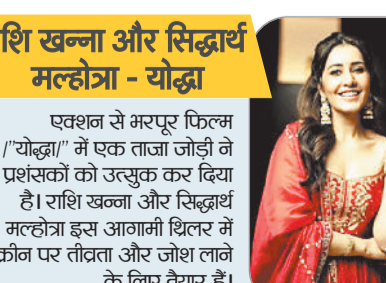 शि खन्ना और सिद्धार्थ
मल्होत्रा - योद्धा
एक्शन से भरपूर फिल्म
/"योद्धा/" में एक ताजा जोड़ी ने
प्रशंसकों को उत्सुक कर दिया
है। राशि खन्ना और सिद्धार्थ
मल्होत्रा इस आगामी थ्रिलर में
क्रीन पर तीव्रता और जोश लाने
के लिए तैयार हैं।